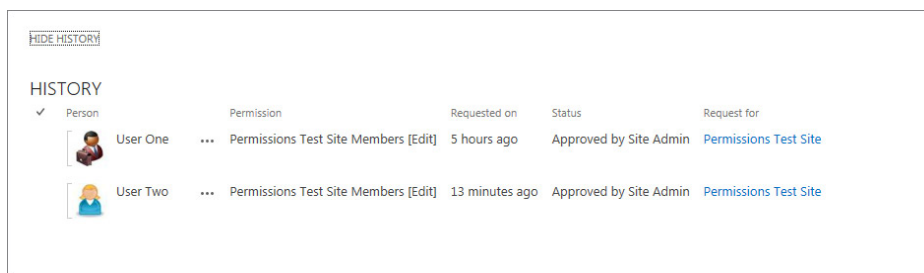 HIDE HISTORY
HISTORY
Person Permission Requested on Status Request for
User One ... Permissions Test Site Members [Edit] 5 hours ago Approved by Site Admin Permissions Test Site
User Two ... Permissions Test Site Members [Edit] 13 minutes ago Approved by Site Admin Permissions Test Site